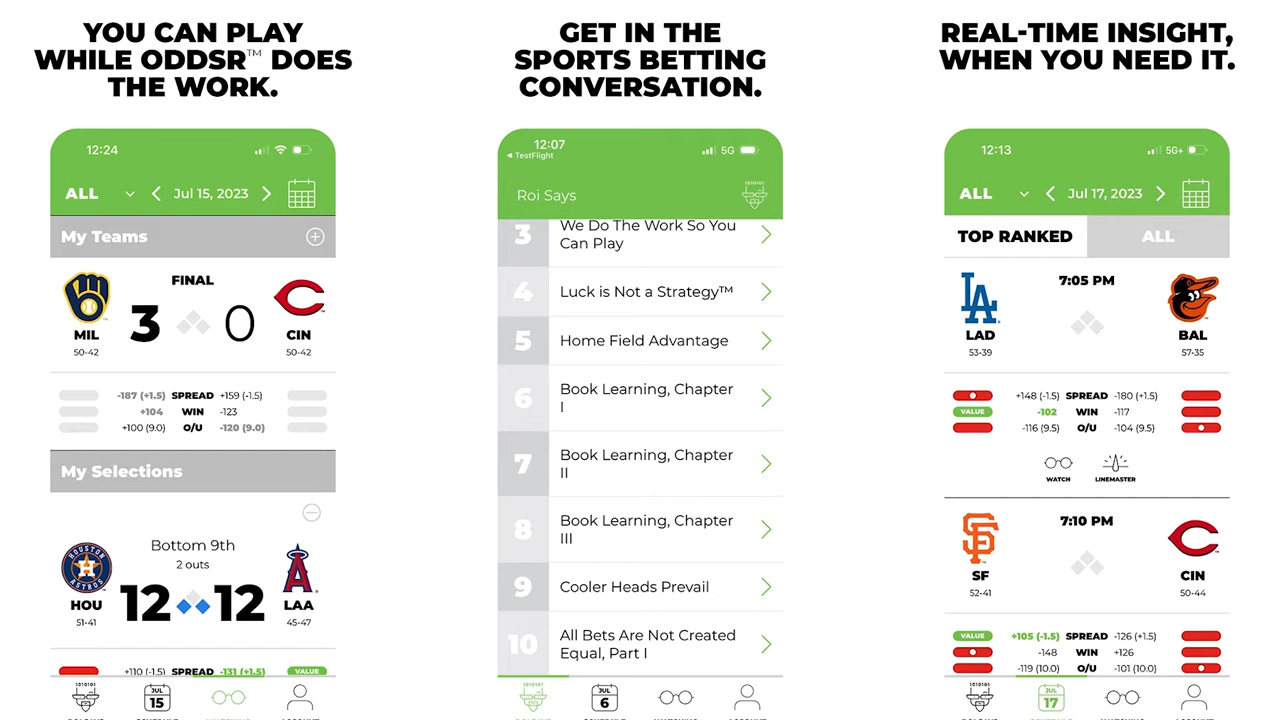 YOU CAN PLAY
WHILE ODDSR™ DOES
THE WORK.
12:24
ALL
Jul 15, 2023
My Teams
FINAL
3 0
MIL CIN
50-42 50-42
-187 (+1.5) SPREAD +159 (-1.5)
+104 WIN -123
+100 (9.0) O/U -120 (9.0)
My Selections
Bottom 9th
2 outs
HOUSTON
ASTROS
12 12
HOU LAA
51-41 45-47
+110 (-1.5) SPREAD -131 (+1.5) VALUE
1010101
JUL
15
GET IN THE
SPORTS BETTING
CONVERSATION.
12:07
5G
TestFlight
Roi Says
1010101
3 We Do The Work So You
Can Play
4 Luck is Not a Strategy™
5 Home Field Advantage
6 Book Learning, Chapter
I
7 Book Learning, Chapter
II
8 Book Learning, Chapter
III
9 Cooler Heads Prevail
10 All Bets Are Not Created
Equal, Part I
1010101
JUL
6
REAL-TIME INSIGHT,
WHEN YOU NEED IT.
12:13
5G+
ALL
Jul 17, 2023
TOP RANKED ALL
7:05 PM
LA
LAD BAL
53-39 57-35
+148 (-1.5) SPREAD -180 (+1.5)
VALUE -102 WIN -117
-116 (9.5) O/U -104 (9.5)
WATCH LINEMASTER
7:10 PM
SF
SF CIN
52-41 50-44
VALUE +105 (-1.5) SPREAD -126 (+1.5)
-148 WIN +126
-119 (10.0) O/U -101 (10.0)
1010101
JUL
17